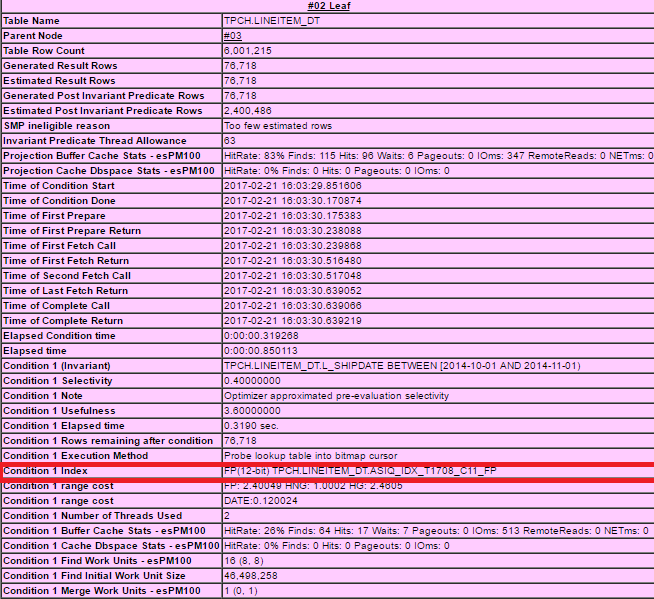 #02 Leaf
Table Name TPCH.LINEITEM_DT
Parent Node #03
Table Row Count 6,001,215
Generated Result Rows 76,718
Estimated Result Rows 76,718
Generated Post Invariant Predicate Rows 76,718
Estimated Post Invariant Predicate Rows 2,400,486
SMP ineligible reason Too few estimated rows
Invariant Predicate Thread Allowance 63
Projection Buffer Cache Stats - esPM100 HitRate: 83% Finds: 115 Hits: 96 Waits: 6 Pageouts: 0 IOms: 347 RemoteReads: 0 NETms: 0
Projection Cache Dbspace Stats - esPM100 HitRate: 0% Finds: 0 Hits: 0 Pageouts: 0 IOms: 0
Time of Condition Start 2017-02-21 16:03:29.851606
Time of Condition Done 2017-02-21 16:03:30.170874
Time of First Prepare 2017-02-21 16:03:30.175383
Time of First Prepare Return 2017-02-21 16:03:30.238088
Time of First Fetch Call 2017-02-21 16:03:30.239868
Time of First Fetch Return 2017-02-21 16:03:30.516480
Time of Second Fetch Call 2017-02-21 16:03:30.517048
Time of Last Fetch Return 2017-02-21 16:03:30.639052
Time of Complete Call 2017-02-21 16:03:30.639066
Time of Complete Return 2017-02-21 16:03:30.639219
Elapsed Condition time 0:00:00.319268
Elapsed time 0:00:00.850113
Condition 1 (Invariant) TPCH.LINEITEM_DT.L_SHIPDATE BETWEEN [2014-10-01 AND 2014-11-01)
Condition 1 Selectivity 0.40000000
Condition 1 Note Optimizer approximated pre-evaluation selectivity
Condition 1 Usefulness 3.60000000
Condition 1 Elapsed time 0.3190 sec.
Condition 1 Rows remaining after condition 76,718
Condition 1 Execution Method Probe lookup table into bitmap cursor
Condition 1 Index FP(12-bit) TPCH.LINEITEM_DT.ASIQ_IDX_T1708_C11_FP
Condition 1 range cost FP: 2.40049 HNG: 1.0002 HG: 2.4605
Condition 1 range cost DATE:0.120024
Condition 1 Number of Threads Used 2
Condition 1 Buffer Cache Stats - esPM100 HitRate: 26% Finds: 64 Hits: 17 Waits: 7 Pageouts: 0 IOms: 513 RemoteReads: 0 NETms: 0
Condition 1 Cache Dbspace Stats - esPM100 HitRate: 0% Finds: 0 Hits: 0 Pageouts: 0 IOms: 0
Condition 1 Find Work Units - esPM100 16 (8, 8)
Condition 1 Find Initial Work Unit Size 46,498,258
Condition 1 Merge Work Units - esPM100 1 (0, 1)